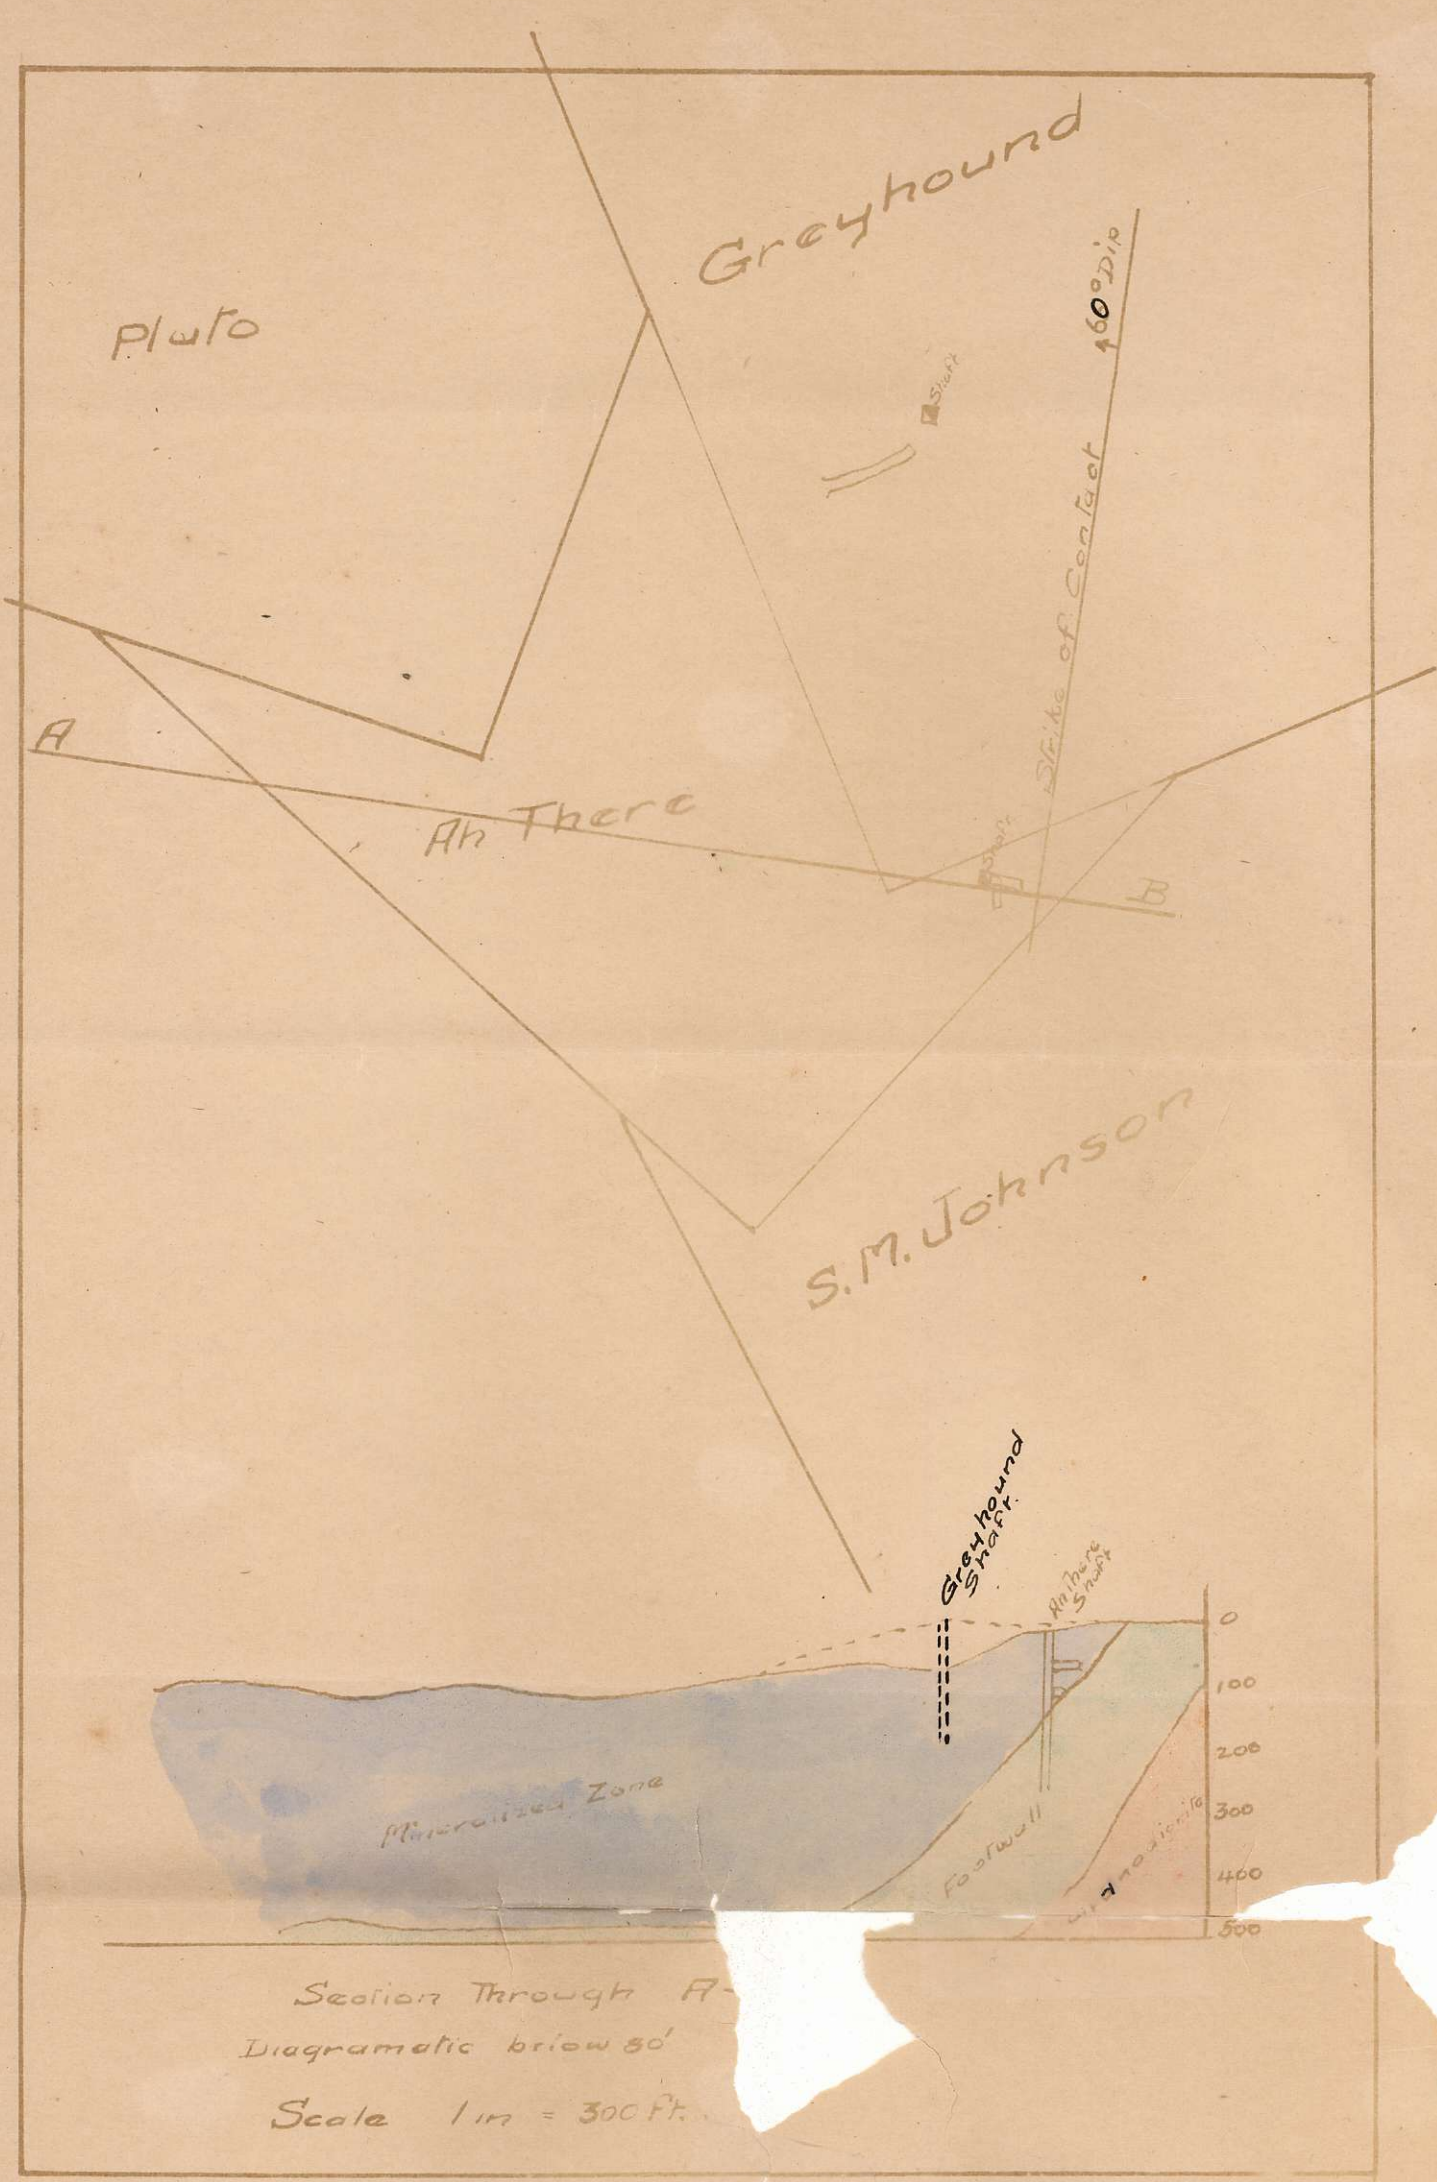 Greyhound
Pluto
60° Dip
Shaft
Strike of Contact
A
Ah There
Shaft
B
S.M. Johnson
Greyhound
Shaft.
Ah There
Shaft
0
100
200
300
400
500
Mineralized Zone
Footwall
Section Through A-
Diagramatic below 80'
Scale 1 in = 300 Ft.